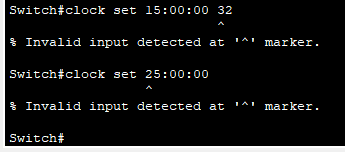 Switch#clock set 15:00:00 32
^
% Invalid input detected at '^' marker.
Switch#clock set 25:00:00
^
% Invalid input detected at '^' marker.
Switch#